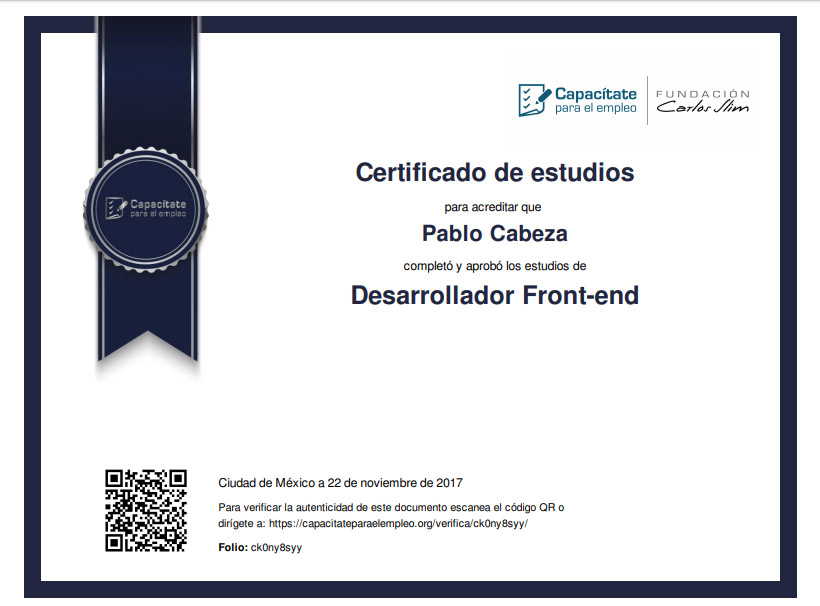 Capacítate
para el empleo
FUNDACIÓN
Carlos Slim
Certificado de estudios
para acreditar que
Pablo Cabeza
completó y aprobó los estudios de
Desarrollador Front-end
Capacítate
para el empleo
Ciudad de México a 22 de noviembre de 2017
Para verificar la autenticidad de este documento escanea el código QR o
dirígete a: https://capacitateparaelempleo.org/verifica/ck0ny8syy/
Folio: ck0ny8syy